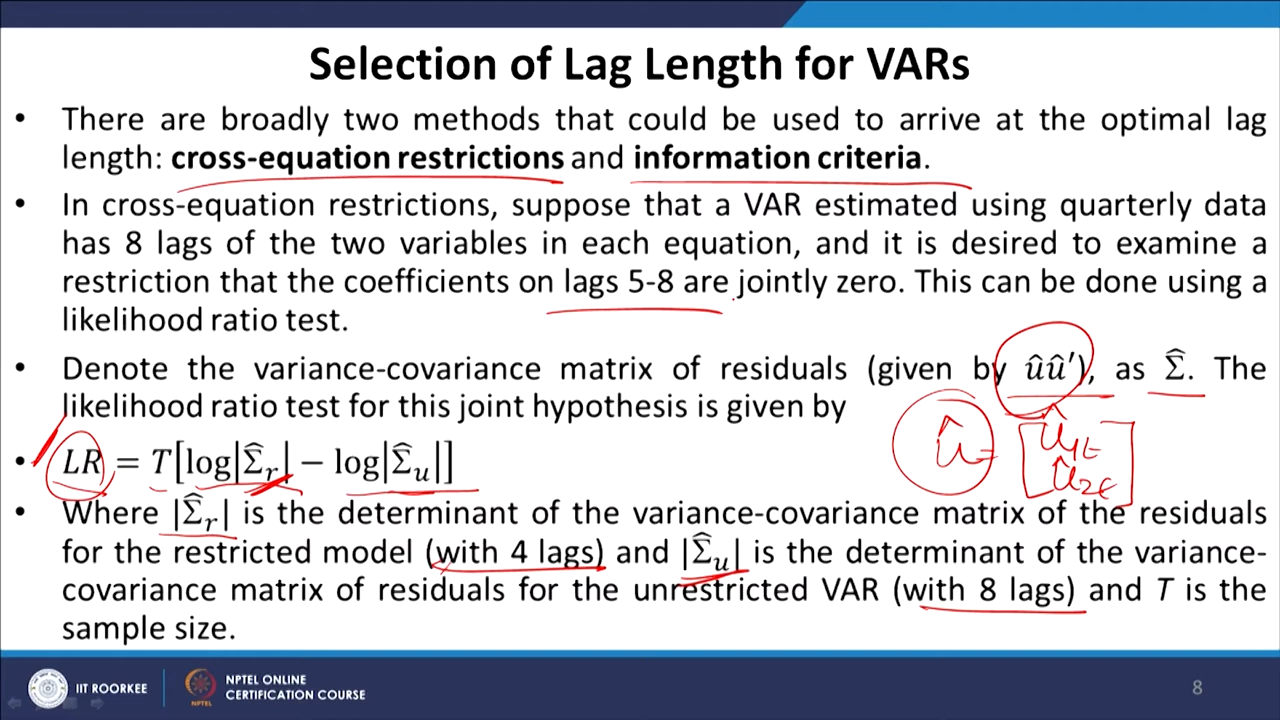 Selection of Lag Length for VARs
• There are broadly two methods that could be used to arrive at the optimal lag
length: cross-equation restrictions and information criteria.
• In cross-equation restrictions, suppose that a VAR estimated using quarterly data
has 8 lags of the two variables in each equation, and it is desired to examine a
restriction that the coefficients on lags 5-8 are jointly zero. This can be done using a
likelihood ratio test.
• Denote the variance-covariance matrix of residuals (given by ûû′), as Σ̂. The
likelihood ratio test for this joint hypothesis is given by
û = [û1t
û2t]
• LR = T[log|Σ̂r| − log|Σ̂u|]
• Where |Σ̂r| is the determinant of the variance-covariance matrix of the residuals
for the restricted model (with 4 lags) and |Σ̂u| is the determinant of the variance-
covariance matrix of residuals for the unrestricted VAR (with 8 lags) and T is the
sample size.
IIT ROORKEE
NPTEL
NPTEL ONLINE
CERTIFICATION COURSE
8